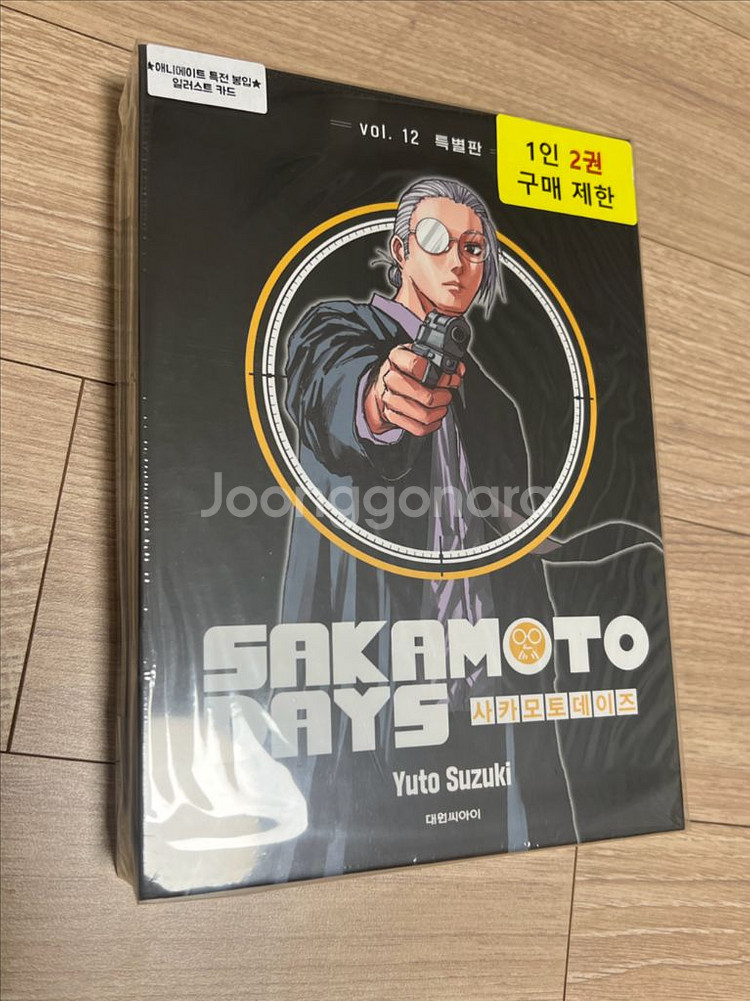 ★애니메이트 특전 봉입★
일러스트 카드
vol. 12 특별판
1인 2권
구매 제한
Joonggonara
SAKAMOTO
DAYS
사카모토데이즈
Yuto Suzuki
대원씨아이